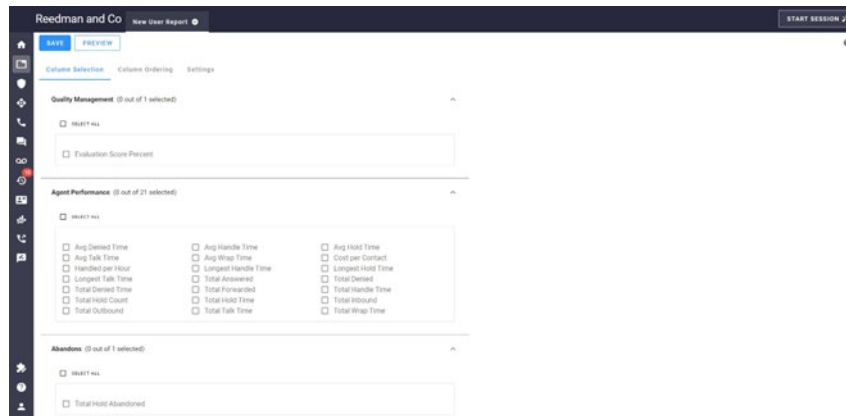 Reedman and Co New User Report START SESSION
SAVE PREVIEW
Column Selection Column Ordering Settings
Quality Management (0 out of 1 selected)
SELECT ALL
Evaluation Score Percent
Agent Performance (0 out of 21 selected)
SELECT ALL
Avg Denied Time Avg Handle Time Avg Hold Time
Avg Talk Time Avg Wrap Time Cost per Contact
Handled per Hour Longest Handle Time Longest Hold Time
Longest Talk Time Total Answered Total Denied
Total Denied Time Total Forwarded Total Handle Time
Total Hold Count Total Hold Time Total Inbound
Total Outbound Total Talk Time Total Wrap Time
Abandons (0 out of 1 selected)
SELECT ALL
Total Hold Abandoned